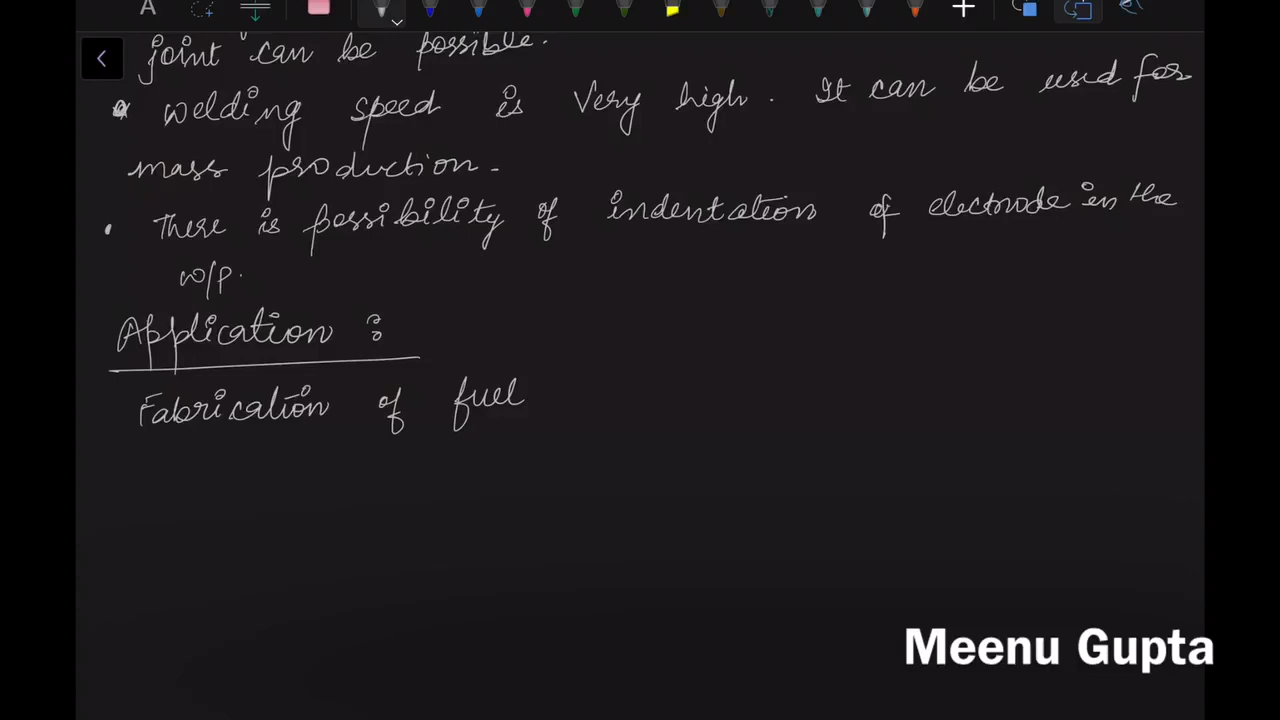 joint can be possible.
welding speed is very high. It can be used for
mass production.
• There is possibility of indentation of electrode in the
w/p.
Application :
Fabrication of fuel
Meenu Gupta